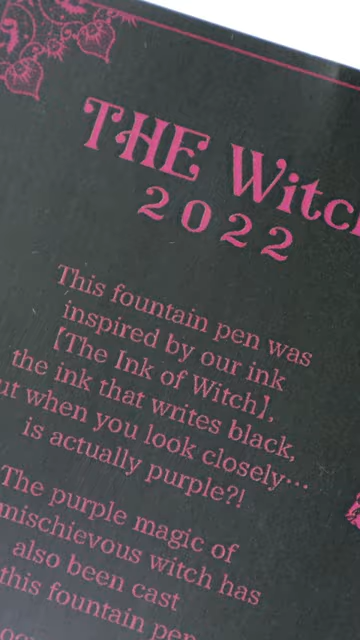 THE Witch
2022
This fountain pen was
inspired by our ink
【The Ink of Witch】,
the ink that writes black,
ut when you look closely…
is actually purple?!
The purple magic of
mischievous witch has
also been cast
this fountain pen